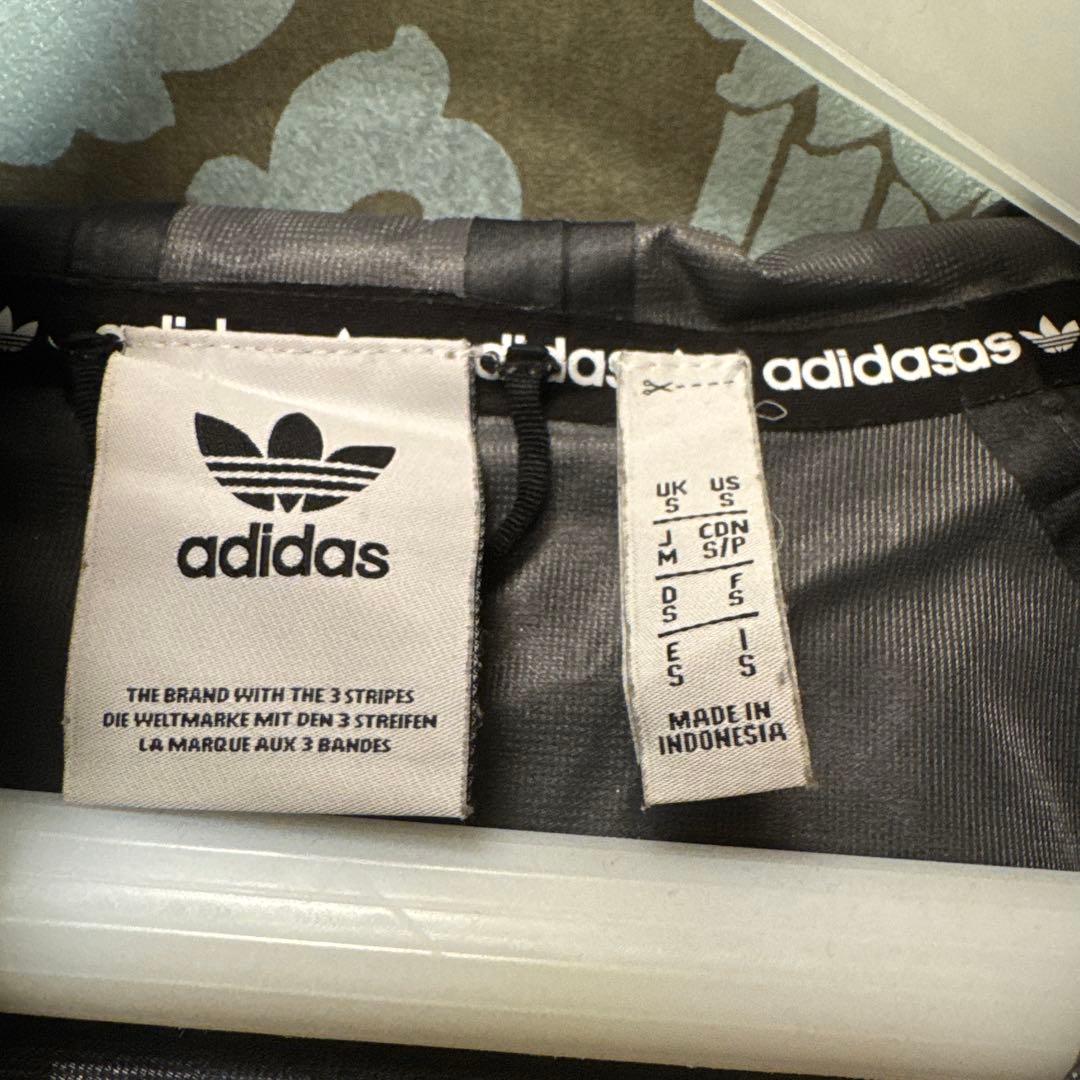 adidas
adidasas
adidas
THE BRAND WITH THE 3 STRIPES
DIE WELTMARKE MIT DEN 3 STREIFEN
LA MARQUE AUX 3 BANDES
UK US
S S
J CDN
M S/P
D F
S S
E I
S S
MADE IN
INDONESIA